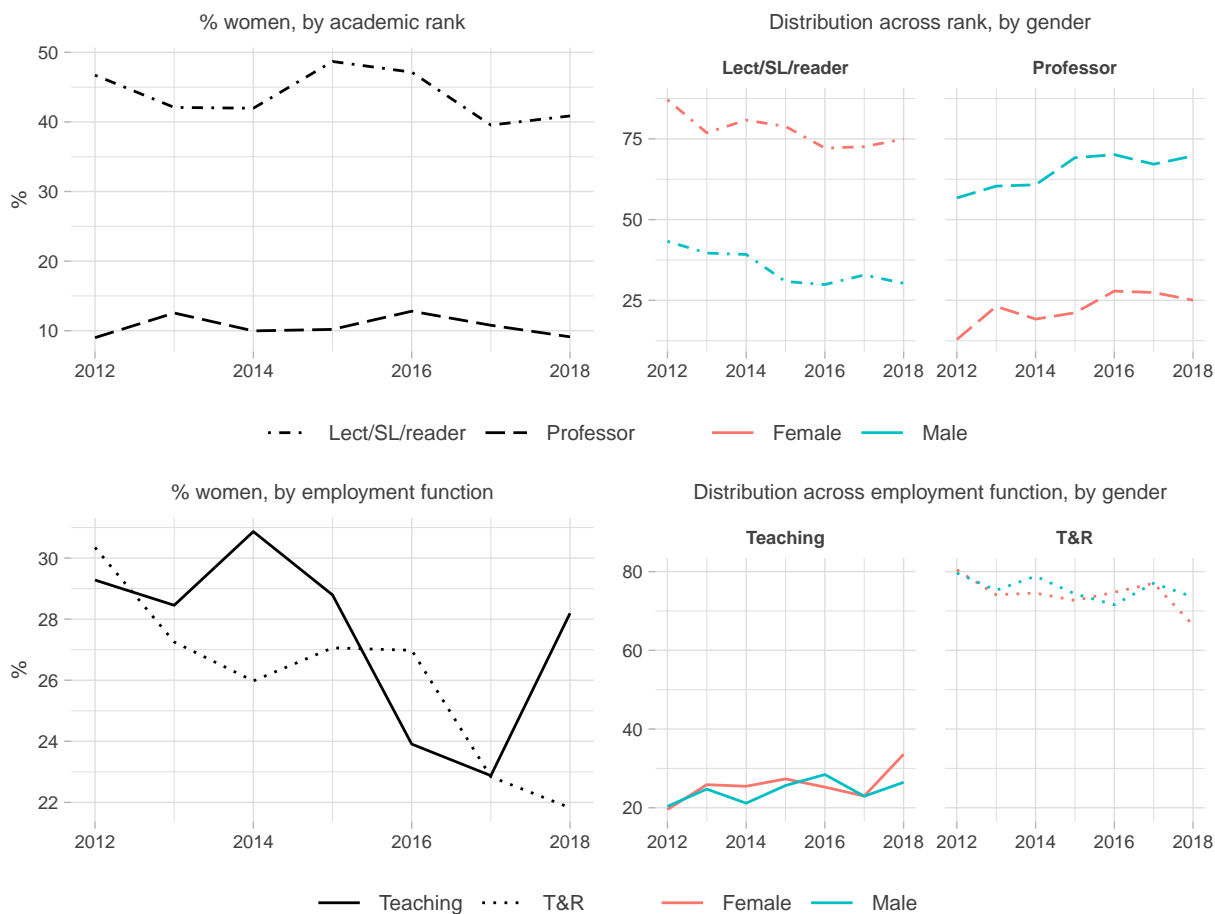 % women, by academic rank
Distribution across rank, by gender
Lect/SL/reader Professor
%
50
40
30
20
10
2012 2014 2016 2018
75
50
25
2012 2014 2016 2018 2012 2014 2016 2018
Lect/SL/reader Professor
Female Male
% women, by employment function
Distribution across employment function, by gender
Teaching T&R
%
30
28
26
24
22
2012 2014 2016 2018
80
60
40
20
2012 2014 2016 2018 2012 2014 2016 2018
Teaching T&R
Female Male